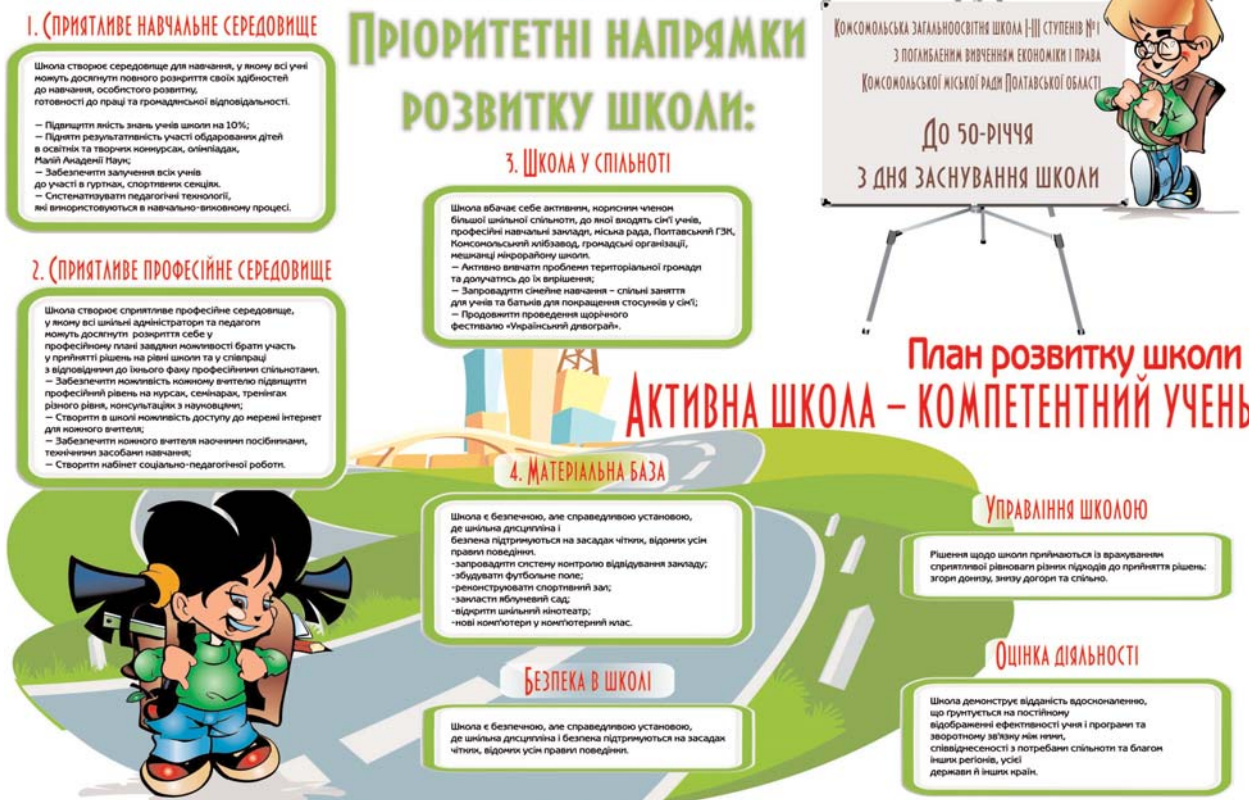 1. Сприятливе навчальне середовище
Школа створює середовище для навчання, у якому всі учні
можуть досягнути повного розкриття своїх здібностей
до навчання, особистого розвитку,
готовності до праці та громадянської відповідальності.
– Підвищити якість знань учнів школи на 10%;
– Підняти результативність участі обдарованих дітей
в освітніх та творчих конкурсах, олімпіадах,
Малій Академії Наук;
– Забезпечити залучення всіх учнів
до участі в гуртках, спортивних секціях.
– Систематизувати педагогічні технології,
які використовуються в навчально-виховному процесі.
2. Сприятливе професійне середовище
Школа створює сприятливе професійне середовище,
у якому всі шкільні адміністратори та педагоги
можуть досягнути розкриття себе у
професійному плані завдяки можливості брати участь
у прийнятті рішень на рівні школи та у співпраці
з відповідними до їхнього фаху професійними спільнотами.
– Забезпечити можливість кожному вчителю підвищити
професійний рівень на курсах, семінарах, тренінгах
різного рівня, консультаціях з науковцями;
– Створити в школі можливість доступу до мережі інтернет
для кожного вчителя;
– Забезпечити кожного вчителя наочними посібниками,
технічними засобами навчання;
– Створити кабінет соціально-педагогічної роботи.
Пріоритетні напрямки
розвитку школи:
3. Школа у спільноті
Школа вбачає себе активним, корисним членом
більшої шкільної спільноти, до якої входять сім'ї учнів,
професійні навчальні заклади, міська рада, Полтавський ГЗК,
Комсомольський хлібзавод, громадські організації,
мешканці мікрорайону школи.
– Активно вивчати проблеми територіальної громади
та долучатись до їх вирішення;
– Запровадити сімейне навчання – спільні заняття
для учнів та батьків для покращення стосунків у сім'ї;
– Продовжити проведення щорічного
фестивалю «Український дивограй».
Комсомольська загальноосвітня школа І-ІІІ ступенів №1
з поглибленим вивченням економіки і права
Комсомольської міської ради Полтавської області
До 50-річчя
з дня заснування школи
План розвитку школи
Активна школа – компетентний учень
4. Матеріальна база
Школа є безпечною, але справедливою установою,
де шкільна дисципліна і
безпека підтримуються на засадах чітких, відомих усім
правил поведінки.
-запровадити систему контролю відвідування закладу;
-збудувати футбольне поле;
-реконструювати спортивний зал;
-закласти яблуневий сад;
-відкрити шкільний кінотеатр;
-нові комп'ютери у комп'ютерний клас.
Безпека в школі
Школа є безпечною, але справедливою установою,
де шкільна дисципліна і безпека підтримуються на засадах
чітких, відомих усім правил поведінки.
Управління школою
Рішення щодо школи приймаються із врахуванням
сприятливої рівноваги різних підходів до прийняття рішень:
згори донизу, знизу догори та спільно.
Оцінка діяльності
Школа демонструє відданість вдосконаленню,
що ґрунтується на постійному
відображенні ефективності учня і програми та
зворотному зв'язку між ними,
співвіднесеності з потребами спільноти та благом
інших регіонів, усієї
держави й інших країн.